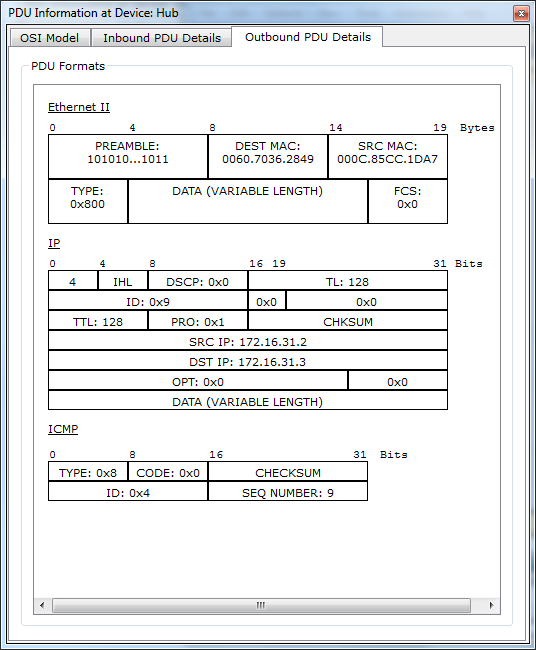 PDU Information at Device: Hub
OSI Model Inbound PDU Details Outbound PDU Details
PDU Formats
Ethernet II
0 4 8 14 19 Bytes
PREAMBLE: DEST MAC: SRC MAC:
101010...1011 0060.7036.2849 000C.85CC.1DA7
TYPE: DATA (VARIABLE LENGTH) FCS:
0x800 0x0
IP
0 4 8 16 19 31 Bits
4 IHL DSCP: 0x0 TL: 128
ID: 0x9 0x0 0x0
TTL: 128 PRO: 0x1 CHKSUM
SRC IP: 172.16.31.2
DST IP: 172.16.31.3
OPT: 0x0 0x0
DATA (VARIABLE LENGTH)
ICMP
0 8 16 31 Bits
TYPE: 0x8 CODE: 0x0 CHECKSUM
ID: 0x4 SEQ NUMBER: 9